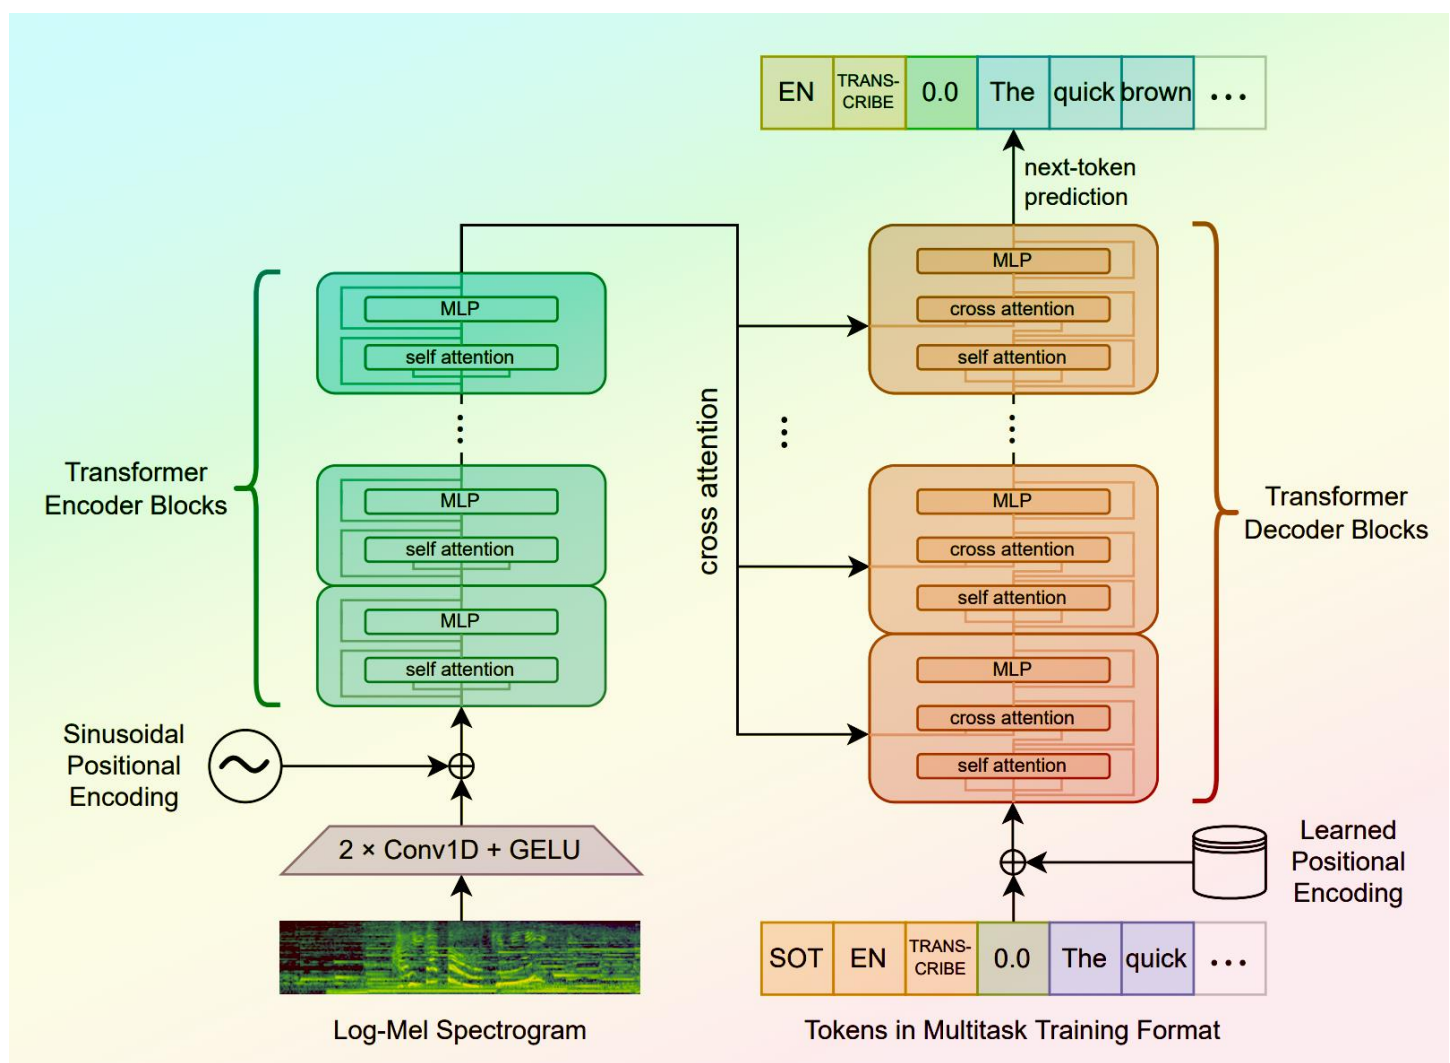 EN TRANS-CRIBE 0.0 The quick brown ...
next-token
prediction
MLP
cross attention
self attention
MLP
self attention
Transformer
Encoder Blocks
MLP
self attention
MLP
self attention
cross attention
MLP
cross attention
self attention
MLP
cross attention
self attention
Transformer
Decoder Blocks
Sinusoidal
Positional
Encoding
2 × Conv1D + GELU
Learned
Positional
Encoding
SOT EN TRANS-CRIBE 0.0 The quick ...
Log-Mel Spectrogram
Tokens in Multitask Training Format